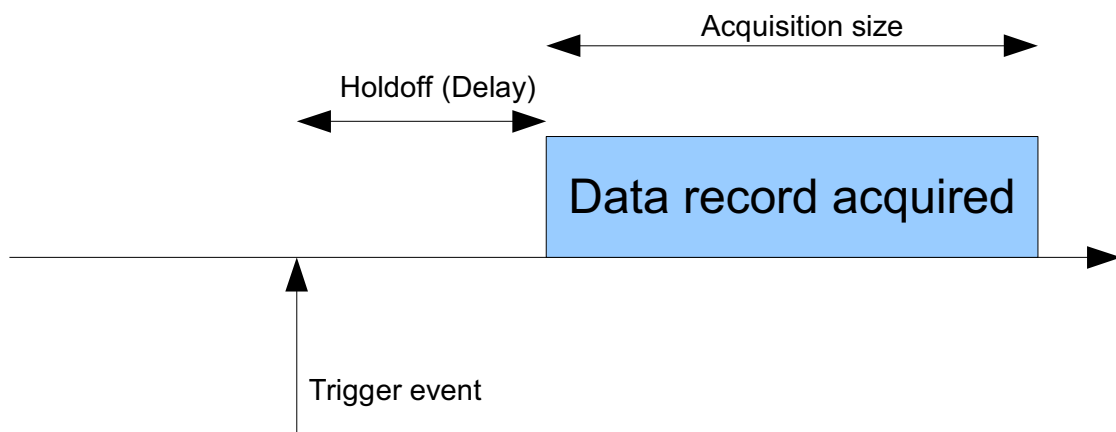 Acquisition size
Holdoff (Delay)
Data record acquired
Trigger event